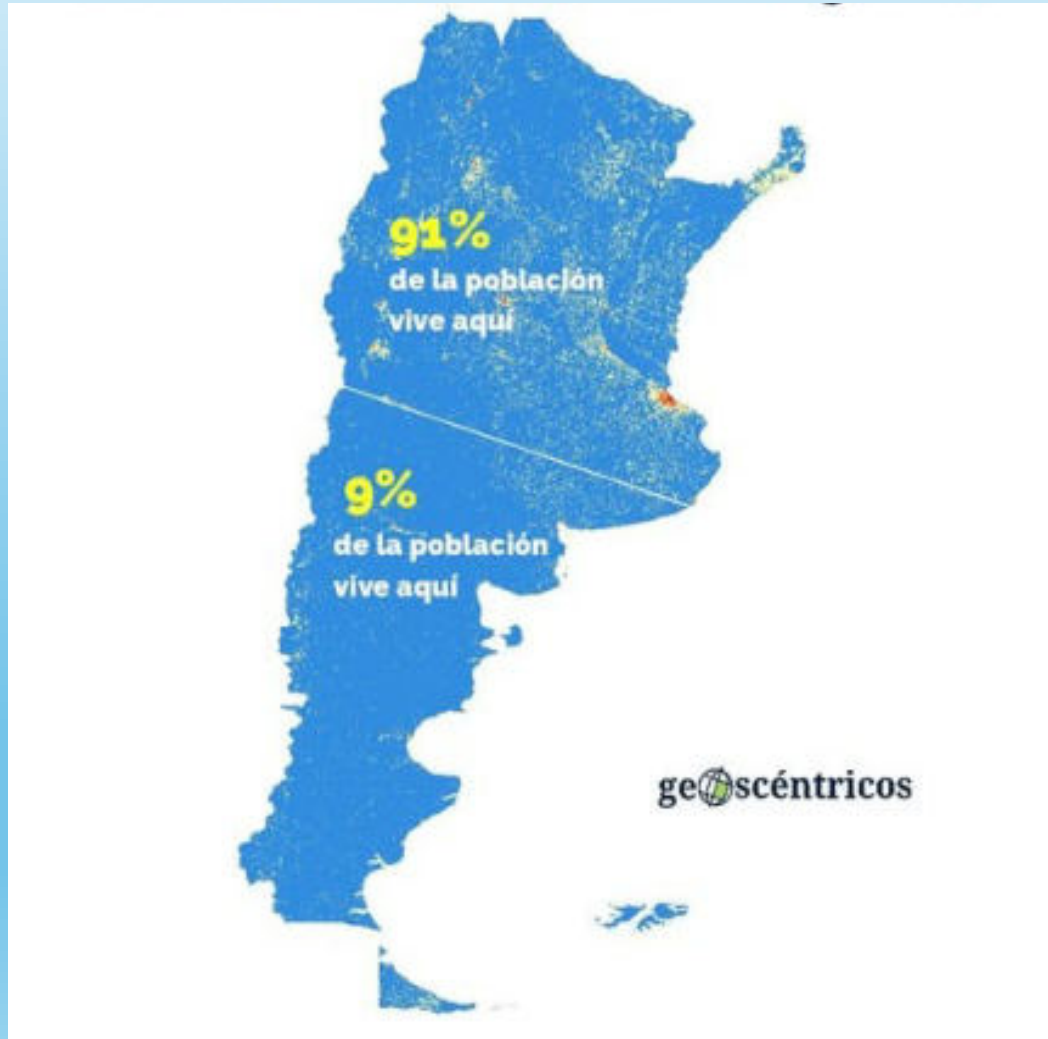 91%
de la población
vive aquí
9%
de la población
vive aquí
geoscéntricos